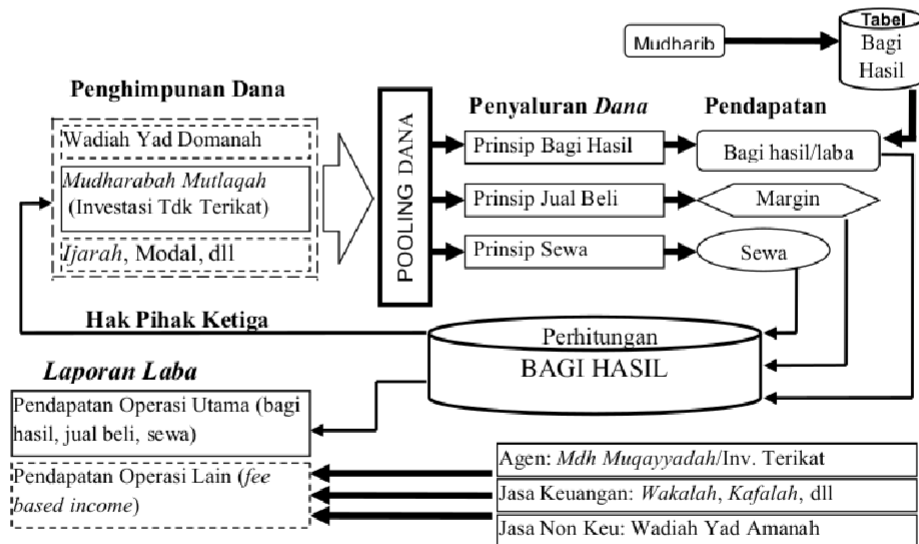 Mudharib
Tabel
Bagi
Hasil
Penghimpunan Dana
Wadiah Yad Domanah
Mudharabah Mutlaqah
(Investasi Tdk Terikat)
Ijarah, Modal, dll
POOLING DANA
Penyaluran Dana
Prinsip Bagi Hasil
Prinsip Jual Beli
Prinsip Sewa
Pendapatan
Bagi hasil/laba
Margin
Sewa
Hak Pihak Ketiga
Perhitungan
BAGI HASIL
Laporan Laba
Pendapatan Operasi Utama (bagi
hasil, jual beli, sewa)
Pendapatan Operasi Lain (fee
based income)
Agen: Mdh Muqayyadah/Inv. Terikat
Jasa Keuangan: Wakalah, Kafalah, dll
Jasa Non Keu: Wadiah Yad Amanah